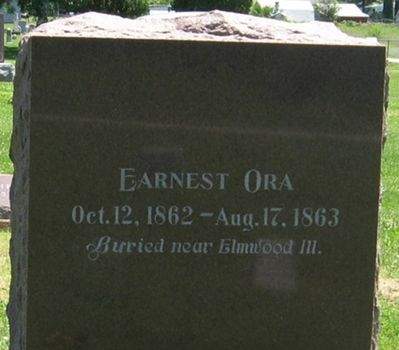 EARNEST ORA
Oct. 12, 1862 – Aug. 17, 1863
Buried near Elmwood Ill.